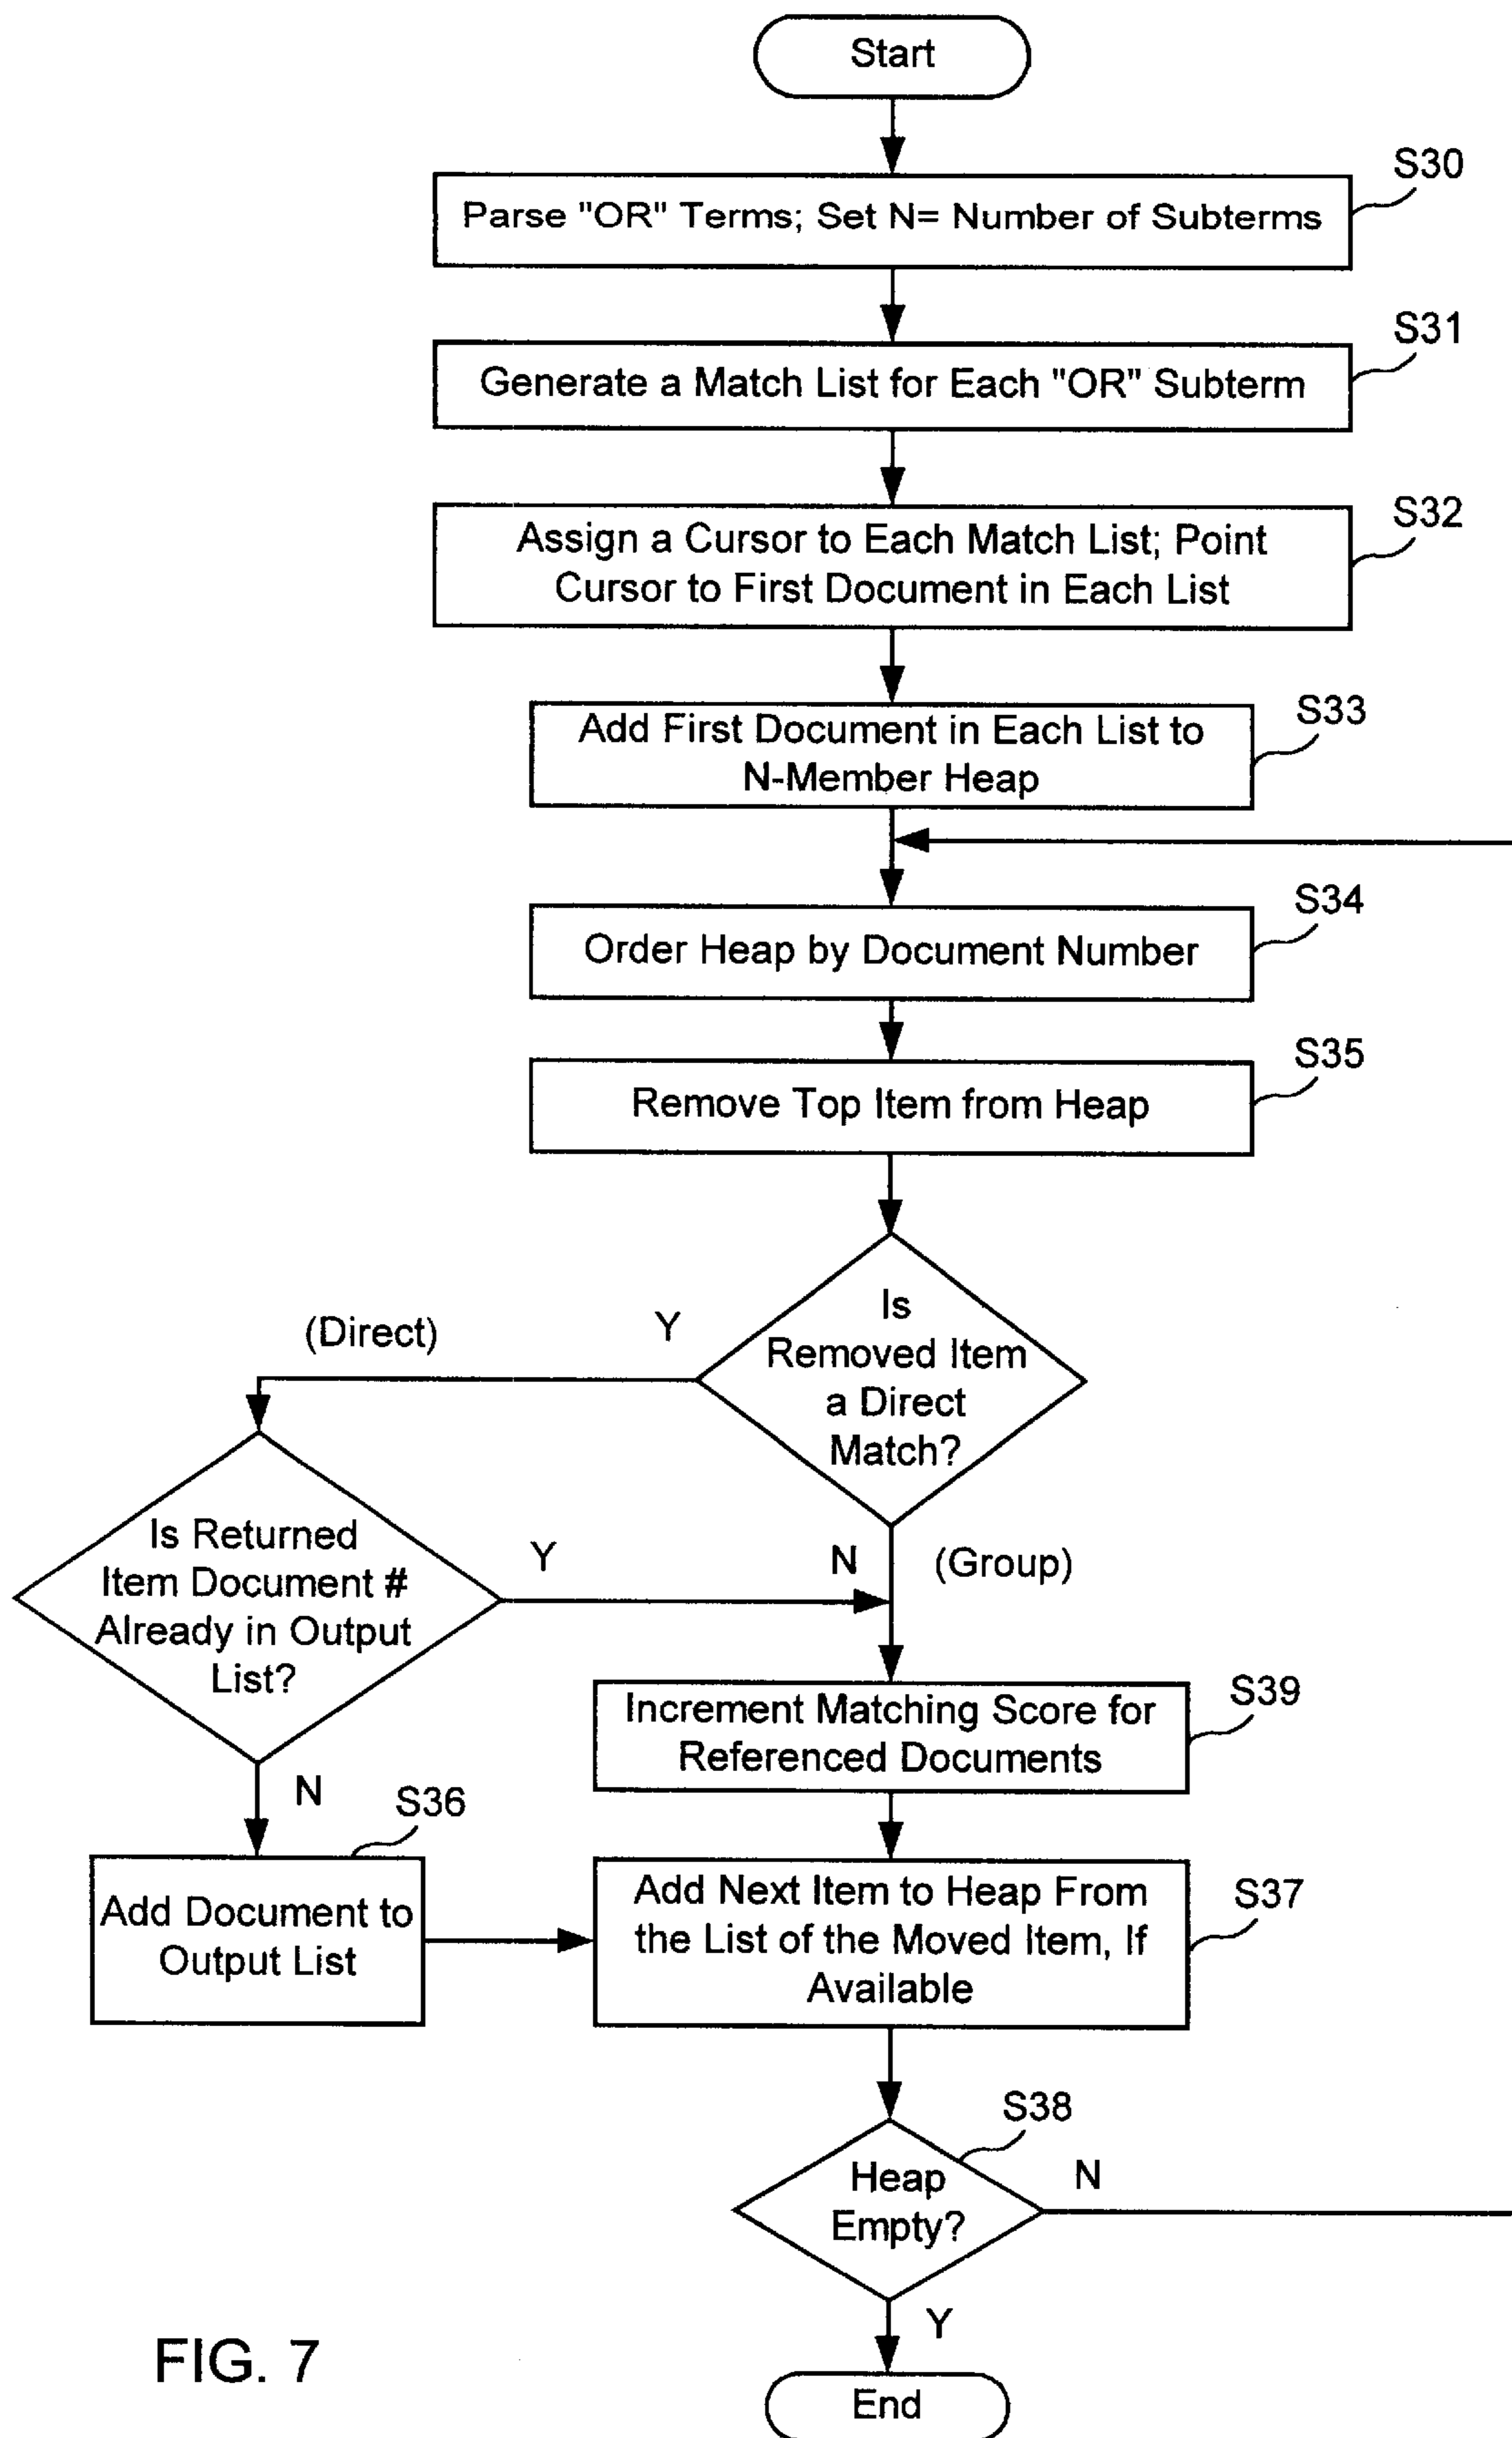 Start
S30
Parse "OR" Terms; Set N= Number of Subterms
S31
Generate a Match List for Each "OR" Subterm
S32
Assign a Cursor to Each Match List; Point
Cursor to First Document in Each List
S33
Add First Document in Each List to
N-Member Heap
S34
Order Heap by Document Number
S35
Remove Top Item from Heap
Is
Removed Item
a Direct
Match?
(Direct)
Y
Is Returned
Item Document #
Already in Output
List?
Y
N
(Group)
S39
Increment Matching Score for
Referenced Documents
N
S36
Add Document to
Output List
S37
Add Next Item to Heap From
the List of the Moved Item, If
Available
S38
Heap
Empty?
N
Y
End
FIG. 7